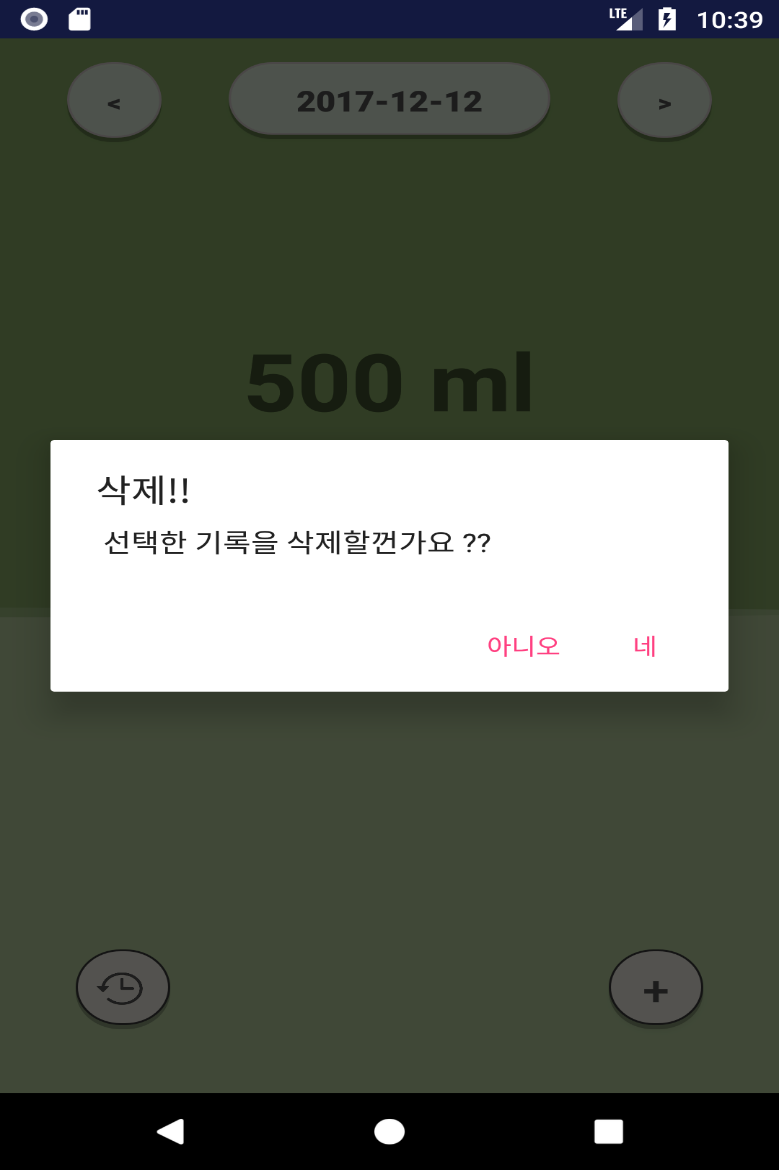 LTE 10:39
< 2017-12-12 >
500 ml
삭제!!
선택한 기록을 삭제할껀가요 ??
아니오 네
+